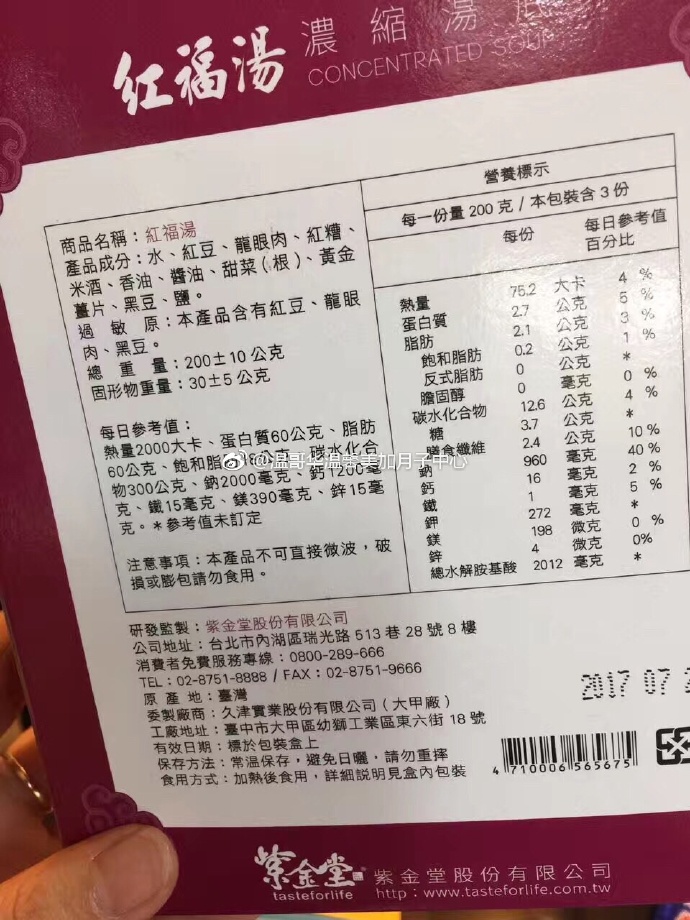 紅福湯 濃縮湯
CONCENTRATED SOUP
商品名稱：紅福湯
產品成分：水、紅豆、龍眼肉、紅糟、
米酒、香油、醬油、甜菜(根)、黃金
薑片、黑豆、鹽。
過敏原：本產品含有紅豆、龍眼
肉、黑豆。
總重量：200±10公克
固形物重量：30±5公克
每日參考值：
熱量2000大卡、蛋白質60公克、脂肪
60公克、飽和脂 公克、碳水化合
物300公克、鈉2000毫克、鈣1200毫
克、鐵15毫克、鎂390毫克、鋅15毫
克。*參考值未訂定
注意事項：本產品不可直接微波，破
損或膨包請勿食用。
營養標示
每一份量 200 克 / 本包裝含 3 份
每份 每日參考值
百分比
熱量 75.2 大卡 4 %
蛋白質 2.7 公克 5 %
脂肪 2.1 公克 3 %
飽和脂肪 0.2 公克 1 %
反式脂肪 0 公克 *
膽固醇 0 毫克 0 %
碳水化合物 12.6 公克 4 %
糖 3.7 公克 *
膳食纖維 2.4 公克 10 %
鈉 960 毫克 40 %
鈣 16 毫克 2 %
鐵 1 毫克 5 %
鉀 272 毫克 *
鎂 198 微克 0 %
鋅 4 微克 0%
總水解胺基酸 2012 毫克 *
@溫哥華溫馨美加月子中心
研發監製：紫金堂股份有限公司
公司地址：台北市內湖區瑞光路 513 巷 28 號 8 樓
消費者免費服務專線：0800-289-666
TEL：02-8751-8888 / FAX：02-8751-9666
原產地：臺灣
委製廠商：久津實業股份有限公司（大甲廠）
工廠地址：臺中市大甲區幼獅工業區東六街 18 號
有效日期：標於包裝盒上
保存方法：常溫保存，避免日曬，請勿重摔
食用方式：加熱後食用，詳細說明見盒內包裝
2017 07 2
4 710006 565675
紫金堂 tasteforlife
紫金堂股份有限公司
http：www.tasteforlife.com.tw